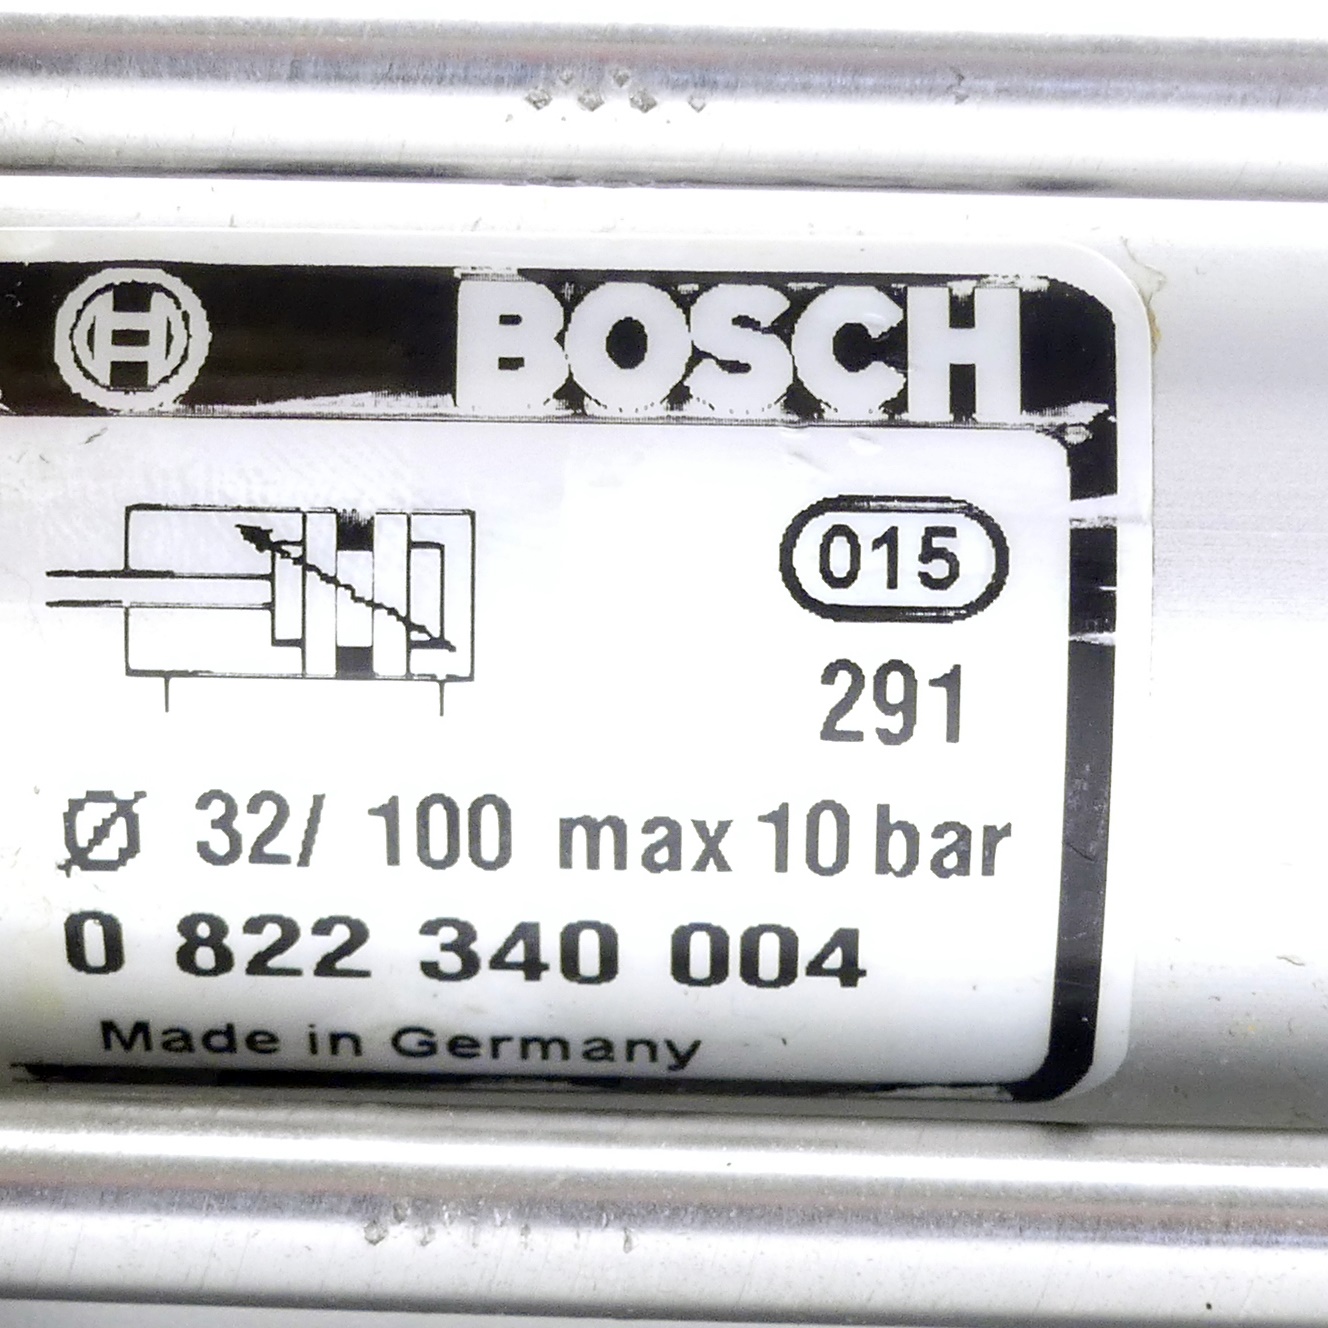 BOSCH
015
291
Ø 32/ 100 max 10 bar
0 822 340 004
Made in Germany